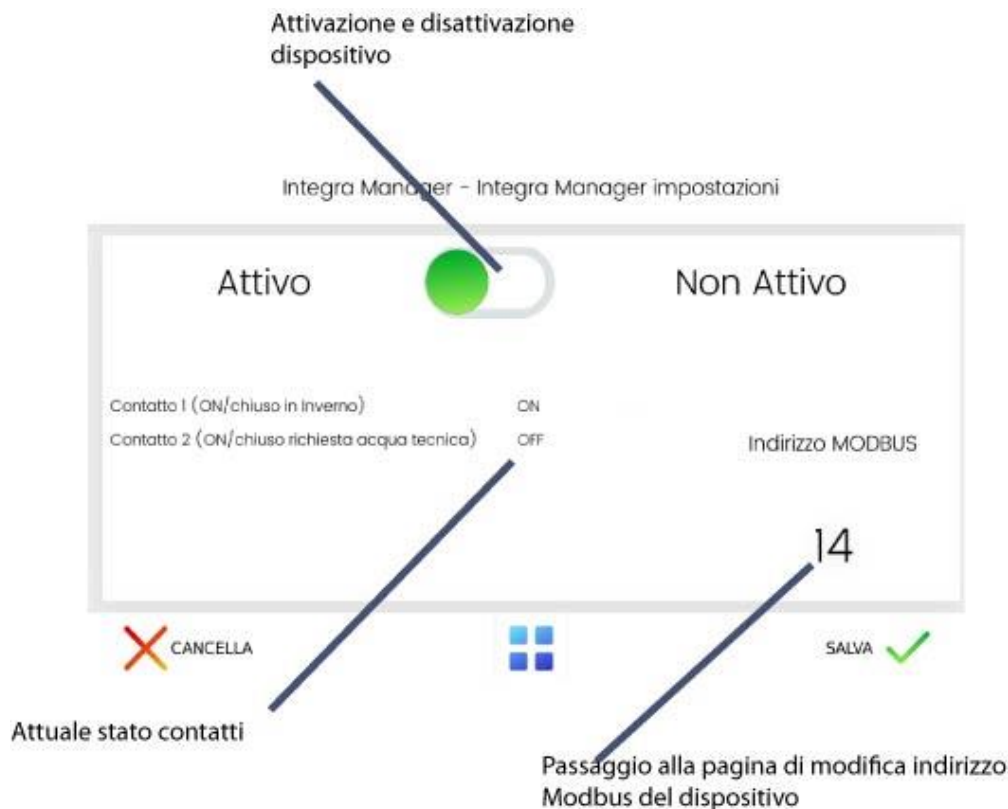 Attivazione e disattivazione
dispositivo
Integra Manager - Integra Manager impostazioni
Attivo
Non Attivo
Contatto 1 (ON/chiuso in Inverno) ON
Contatto 2 (ON/chiuso richiesta acqua tecnica) OFF
Indirizzo MODBUS
14
CANCELLA
SALVA
Attuale stato contatti
Passaggio alla pagina di modifica indirizzo
Modbus del dispositivo